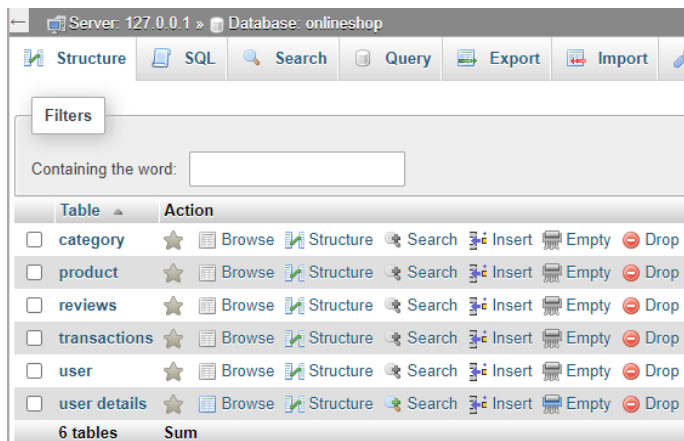 ← Server: 127.0.0.1 » Database: onlineshop
Structure SQL Search Query Export Import
Filters
Containing the word:
Table Action
category Browse Structure Search Insert Empty Drop
product Browse Structure Search Insert Empty Drop
reviews Browse Structure Search Insert Empty Drop
transactions Browse Structure Search Insert Empty Drop
user Browse Structure Search Insert Empty Drop
user details Browse Structure Search Insert Empty Drop
6 tables Sum